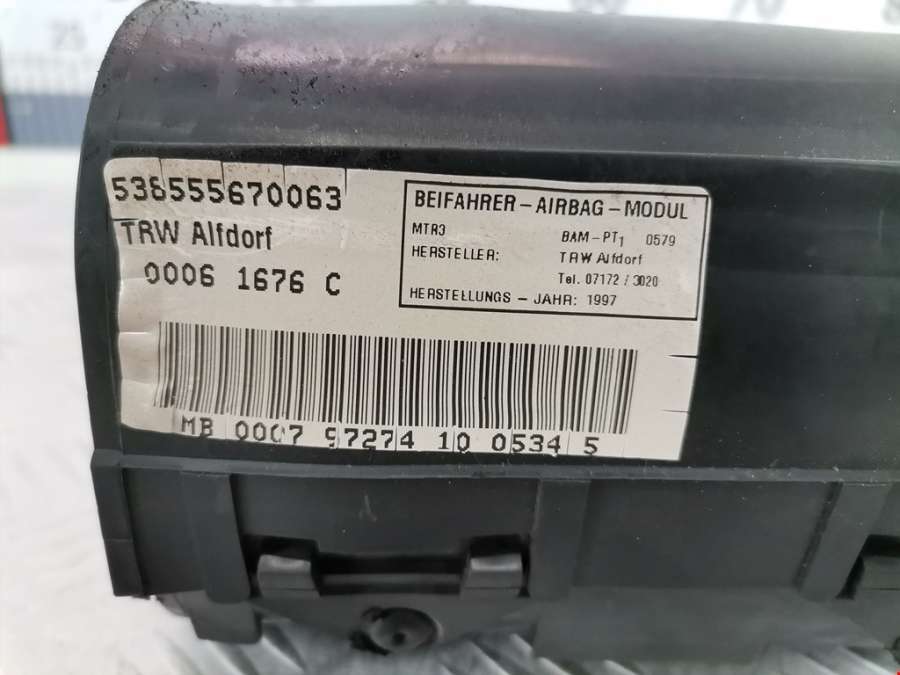 538555670063
TRW Alfdorf
0006 1676 C
BEIFAHRER-AIRBAG-MODUL
MTR3 BAM-PT1 0579
HERSTELLER: TRW Alfdorf
Tel. 07172 / 3020
HERSTELLUNGS - JAHR: 1997
MB 0007 97274 10 0534 5